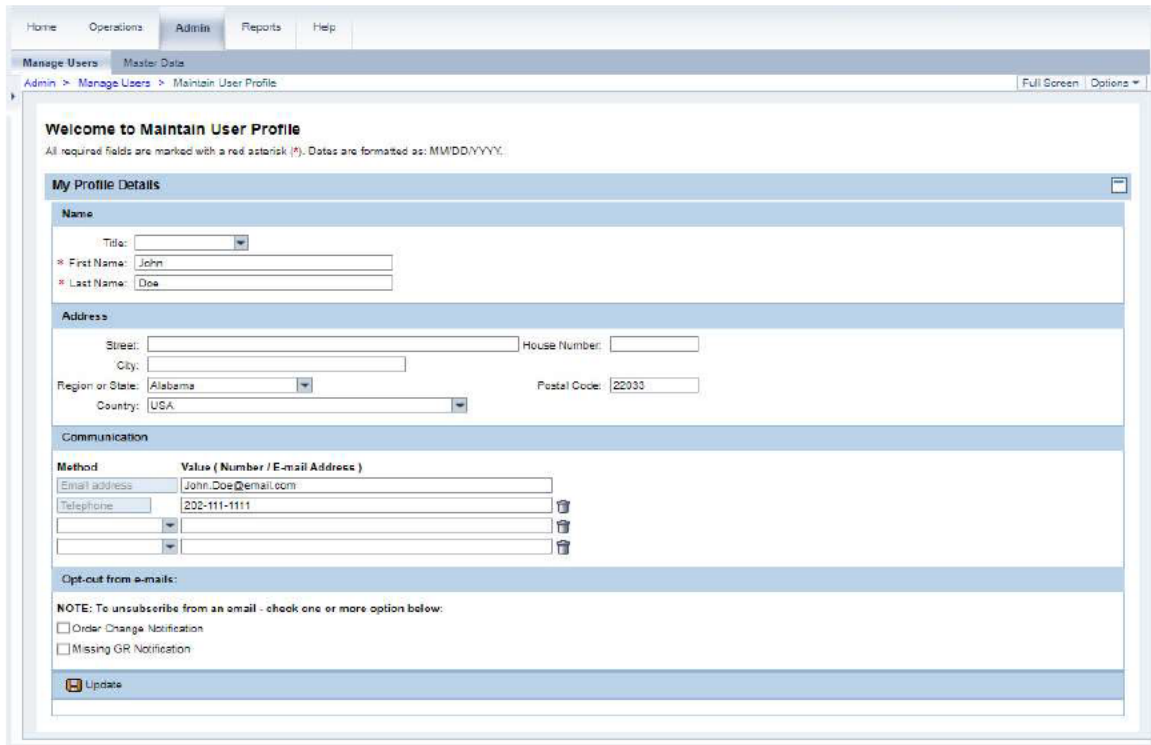 Home Operations Admin Reports Help
Manage Users Master Data
Admin > Manage Users > Maintain User Profile Full Screen Options
Welcome to Maintain User Profile
All required fields are marked with a red asterisk (*). Dates are formatted as: MM/DD/YYYY.
My Profile Details
Name
Title:
* First Name: John
* Last Name: Doe
Address
Street: House Number:
City:
Region or State: Alabama Postal Code: 22033
Country: USA
Communication
Method Value ( Number / E-mail Address )
Email address John.Doe@email.com
Telephone 202-111-1111
Opt-out from e-mails:
NOTE: To unsubscribe from an email - check one or more option below:
Order Change Notification
Missing GR Notification
Update